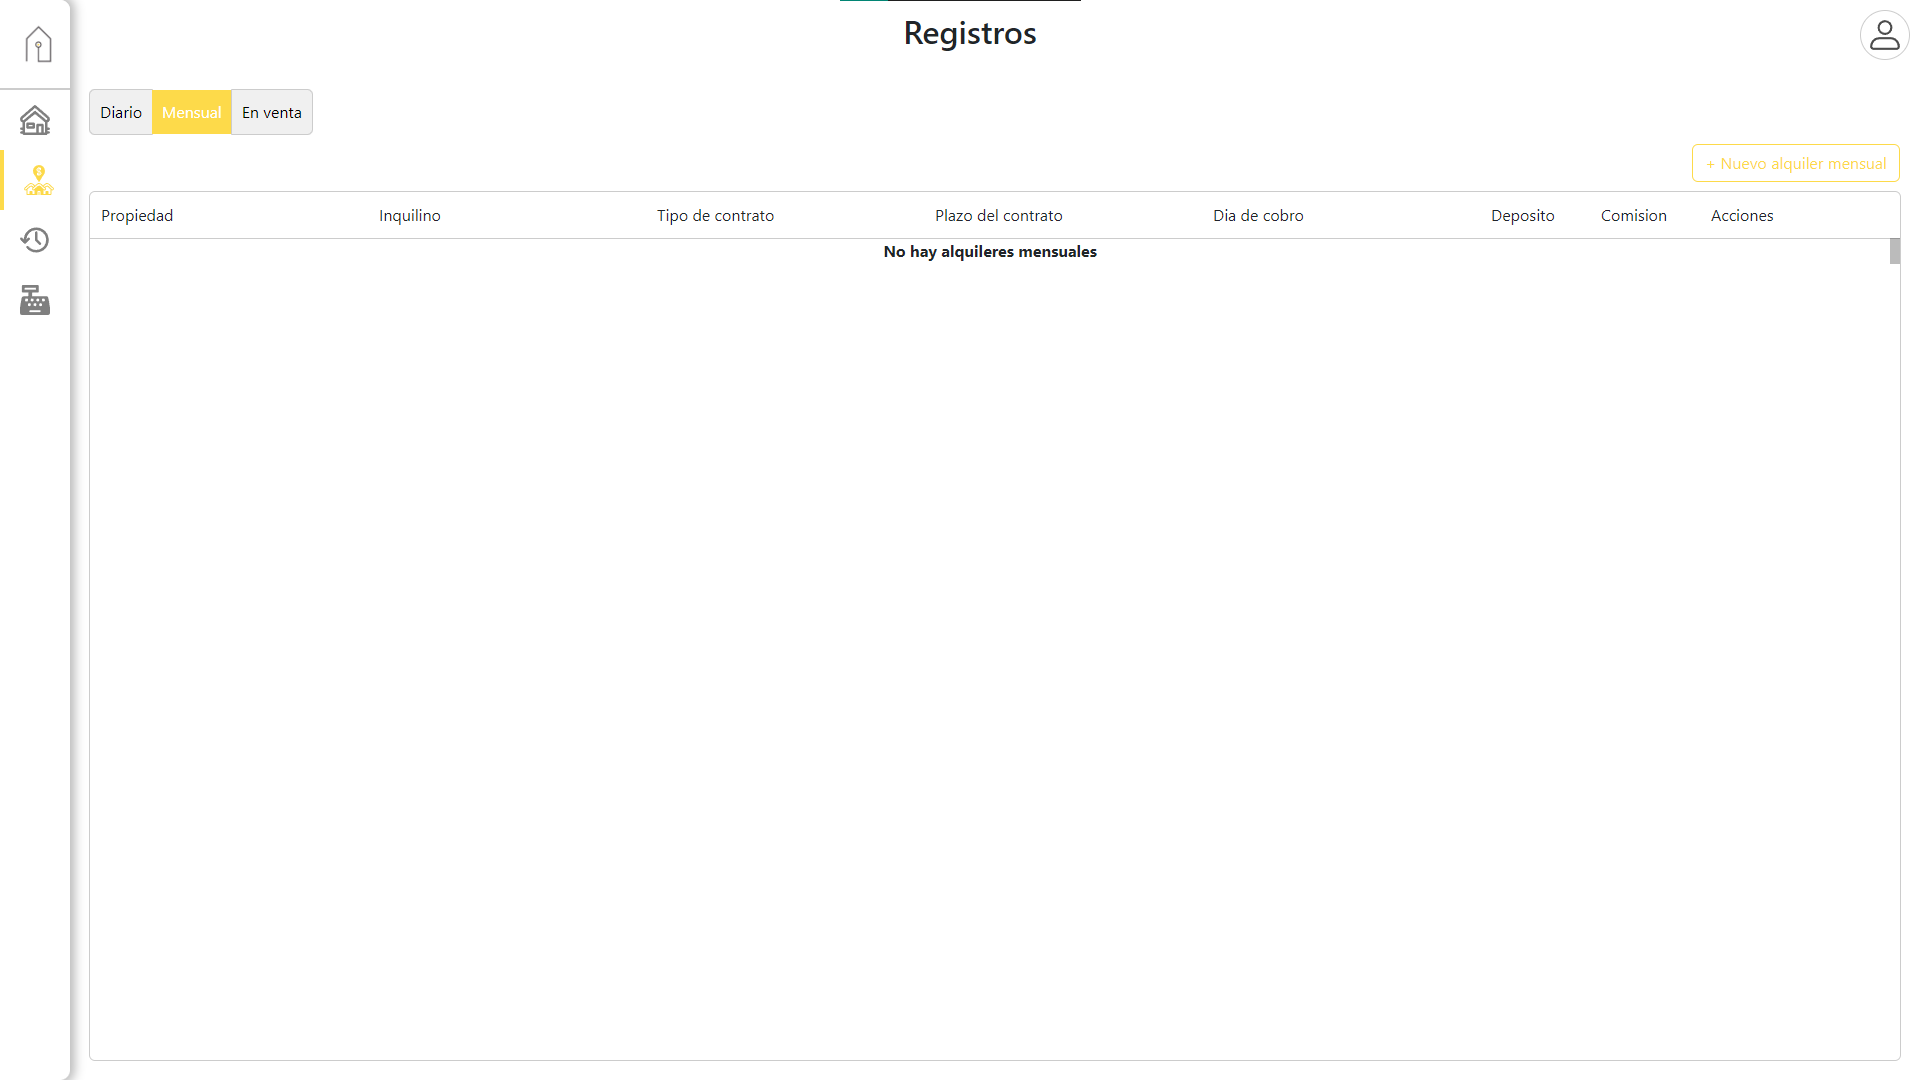 Registros
Diario Mensual En venta
+ Nuevo alquiler mensual
Propiedad Inquilino Tipo de contrato Plazo del contrato Dia de cobro Deposito Comision Acciones
No hay alquileres mensuales